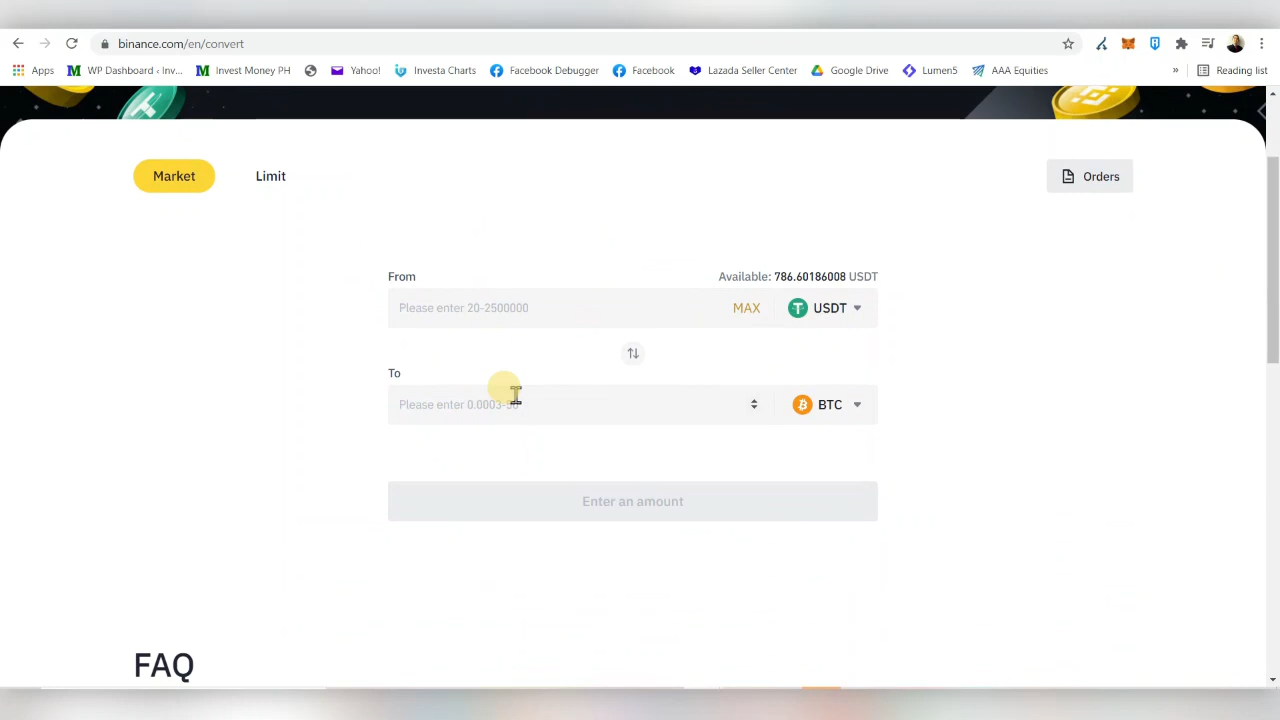 binance.com/en/convert
Apps WP Dashboard ‹ Inv... Invest Money PH Yahoo! Investa Charts Facebook Debugger Facebook Lazada Seller Center Google Drive Lumen5 AAA Equities » Reading list
Market Limit Orders
From Available: 786.60186008 USDT
Please enter 20-2500000 MAX USDT
To
Please enter 0.0003-50 BTC
Enter an amount
FAQ